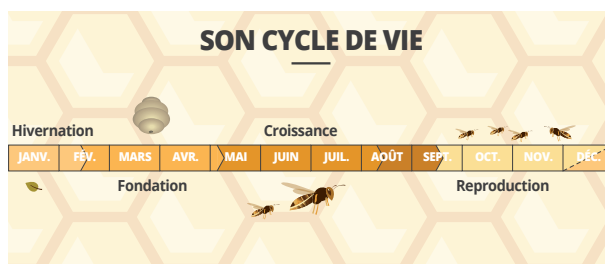 SON CYCLE DE VIE
Hivernation
Croissance
JANV. FÉV. MARS AVR. MAI JUIN JUIL. AOÛT SEPT. OCT. NOV. DÉC.
Fondation
Reproduction